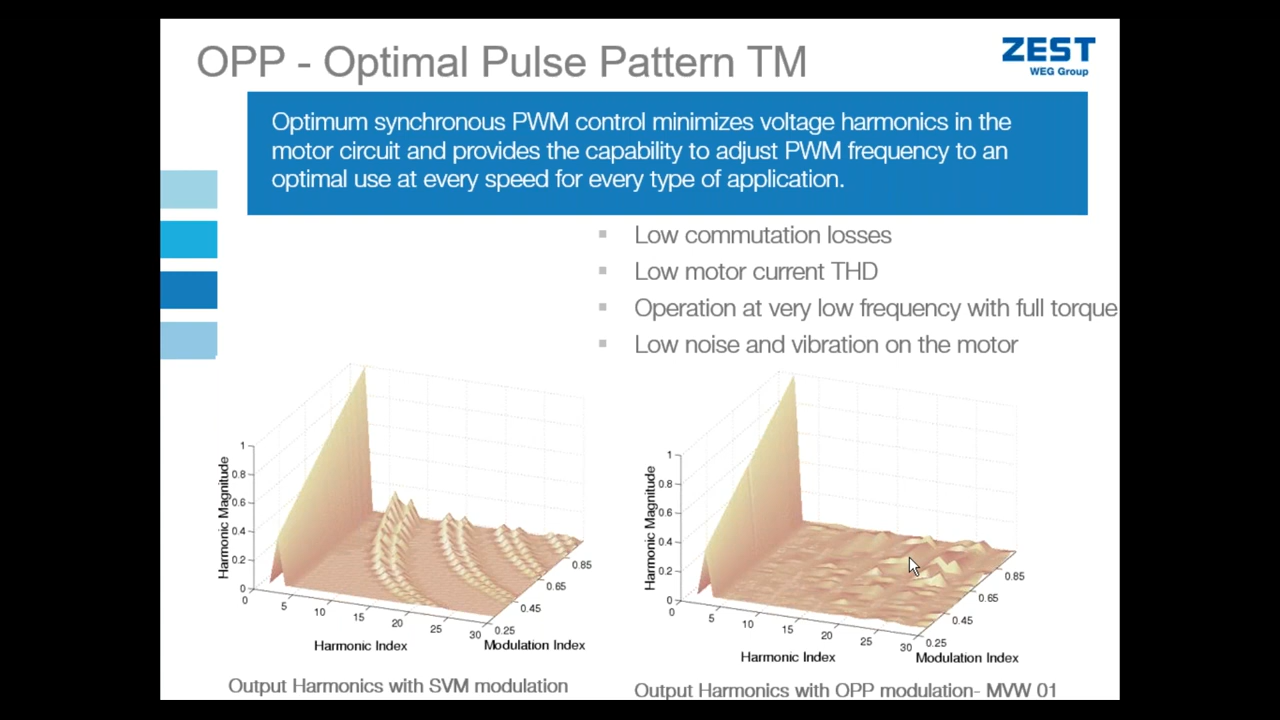 OPP - Optimal Pulse Pattern TM
ZEST
WEG Group
Optimum synchronous PWM control minimizes voltage harmonics in the
motor circuit and provides the capability to adjust PWM frequency to an
optimal use at every speed for every type of application.
Low commutation losses
Low motor current THD
Operation at very low frequency with full torque
Low noise and vibration on the motor
Harmonic Magnitude
1
0.8
0.6
0.4
0.2
0
0
5
10
15
20
25
30
0.25
0.45
0.65
0.85
Harmonic Index
Modulation Index
Output Harmonics with SVM modulation
Harmonic Magnitude
1
0.8
0.6
0.4
0.2
0
0
5
10
15
20
25
30
0.25
0.45
0.65
0.85
Harmonic Index
Modulation Index
Output Harmonics with OPP modulation- MVW 01